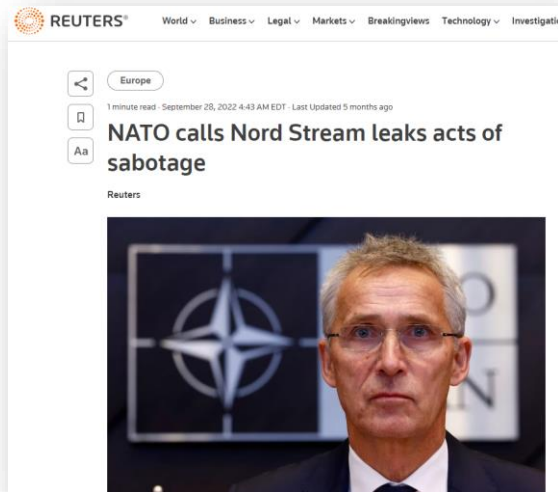 REUTERS®
World Business Legal Markets Breakingviews Technology
Europe
1 minute read · September 28, 2022 4:43 AM EDT · Last Updated 5 months ago
Aa
NATO calls Nord Stream leaks acts of
sabotage
Reuters